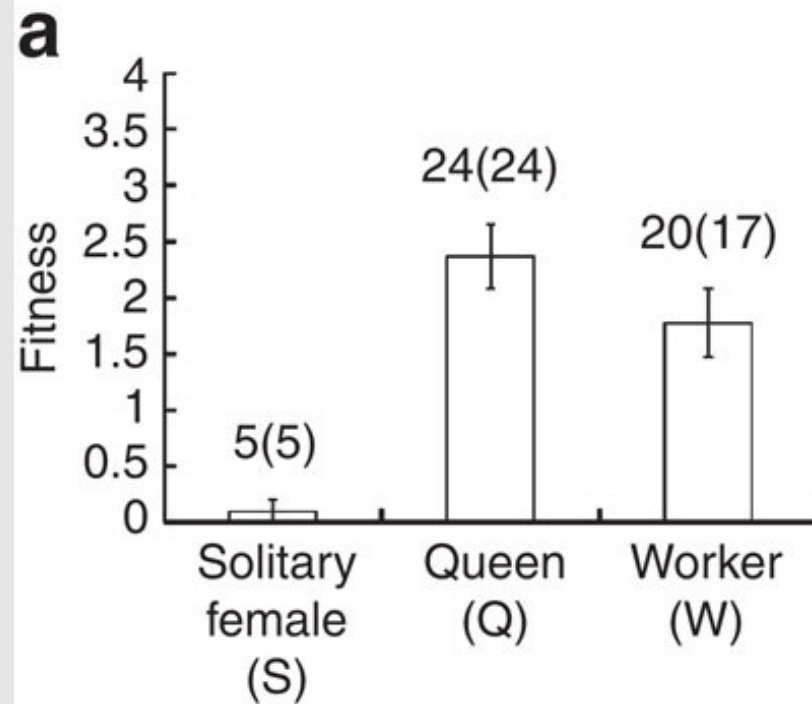 a
4
3.5
3
2.5
2
1.5
1
0.5
0
Fitness
5(5)
24(24)
20(17)
Solitary
female
(S)
Queen
(Q)
Worker
(W)